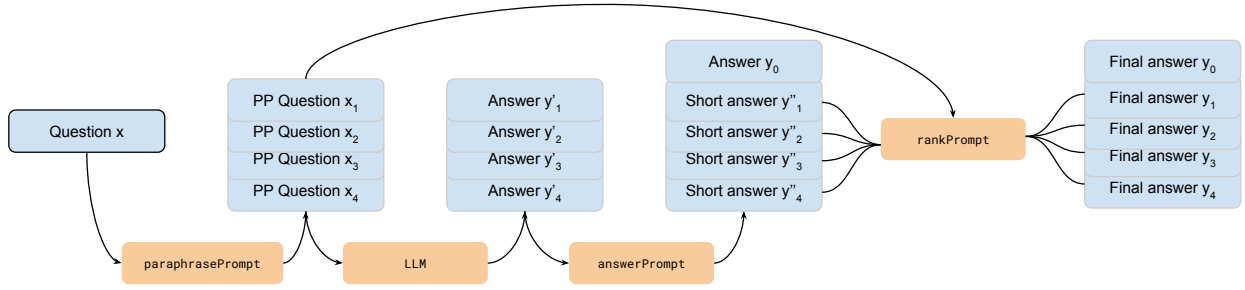 Question x
paraphrasePrompt
PP Question x₁
PP Question x₂
PP Question x₃
PP Question x₄
LLM
Answer y'₁
Answer y'₂
Answer y'₃
Answer y'₄
answerPrompt
Answer y₀
Short answer y''₁
Short answer y''₂
Short answer y''₃
Short answer y''₄
rankPrompt
Final answer y₀
Final answer y₁
Final answer y₂
Final answer y₃
Final answer y₄